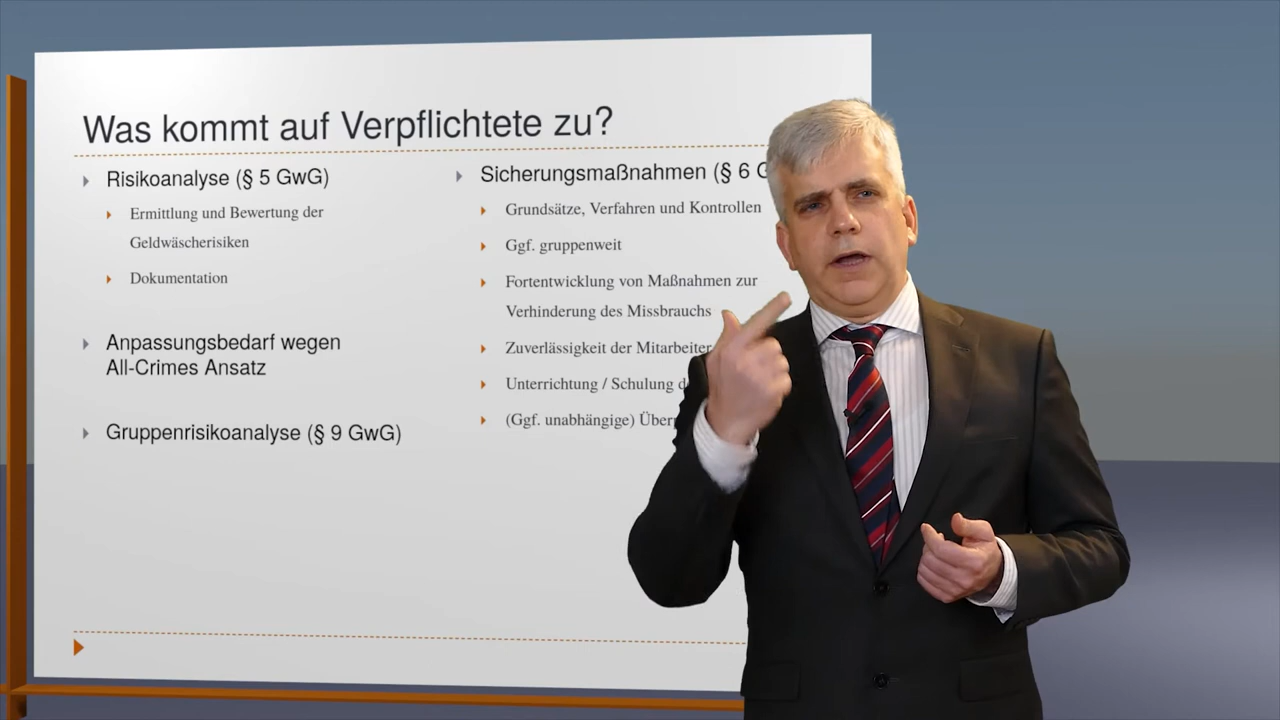 Was kommt auf Verpflichtete zu?
Risikoanalyse (§ 5 GwG)
Ermittlung und Bewertung der
Geldwäscherisiken
Dokumentation
Anpassungsbedarf wegen
All-Crimes Ansatz
Gruppenrisikoanalyse (§ 9 GwG)
Sicherungsmaßnahmen (§ 6
Grundsätze, Verfahren und Kontrollen
Ggf. gruppenweit
Fortentwicklung von Maßnahmen zur
Verhinderung des Missbrauchs
Zuverlässigkeit der Mitarbeiter
Unterrichtung / Schulung
(Ggf. unabhängige)